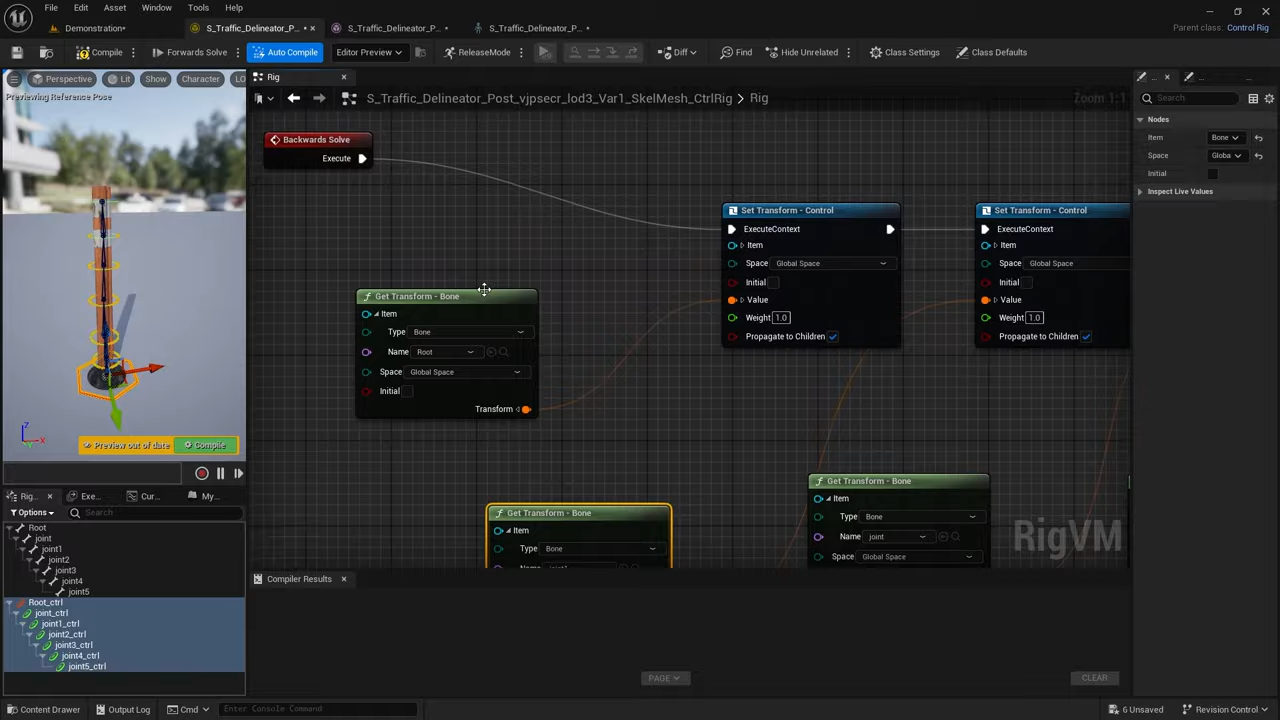 File Edit Asset Window Tools Help
Parent class: Control Rig
Demonstration*
S_Traffic_Delineator_P...
S_Traffic_Delineator_P...
S_Traffic_Delineator_P...
Compile
Forwards Solve
Auto Compile
Editor Preview
ReleaseMode
Diff
Find
Hide Unrelated
Class Settings
Class Defaults
Perspective
Lit
Show
Character
LO
Previewing Reference Pose
Rig
S_Traffic_Delineator_Post_vjpsecr_lod3_Var1_SkelMesh_CtrlRig > Rig
Zoom 1:1
Search
Nodes
Item Bone
Space Globa
Initial
Inspect Live Values
Backwards Solve
Execute
Set Transform - Control
ExecuteContext
Item
Space Global Space
Initial
Value
Weight 1.0
Propagate to Children
Set Transform - Control
ExecuteContext
Item
Space Global Space
Initial
Value
Weight 1.0
Propagate to Children
Get Transform - Bone
Item
Type Bone
Name Root
Space Global Space
Initial
Transform
Get Transform - Bone
Item
Type Bone
Get Transform - Bone
Item
Type Bone
Name joint
Space Global Space
RigVM
Z
X
Preview out of date
Compile
Rig...
Exe...
Cur...
My...
Options
Search
Root
joint
joint1
joint2
joint3
joint4
joint5
Root_ctrl
joint_ctrl
joint1_ctrl
joint2_ctrl
joint3_ctrl
joint4_ctrl
joint5_ctrl
Compiler Results
PAGE
CLEAR
Content Drawer
Output Log
Cmd
Enter Console Command
6 Unsaved
Revision Control